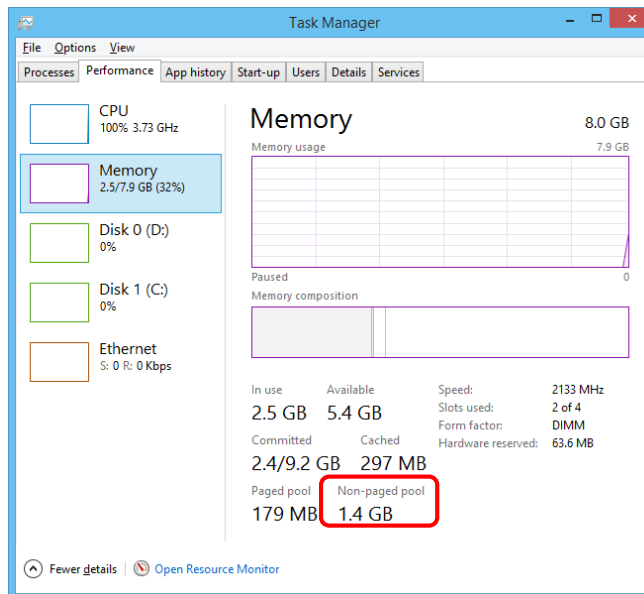 Task Manager
File Options View
Processes Performance App history Start-up Users Details Services
CPU
100% 3.73 GHz
Memory
2.5/7.9 GB (32%)
Disk 0 (D:)
0%
Disk 1 (C:)
0%
Ethernet
S: 0 R: 0 Kbps
Memory 8.0 GB
Memory usage 7.9 GB
Paused 0
Memory composition
In use Available
2.5 GB 5.4 GB
Committed Cached
2.4/9.2 GB 297 MB
Paged pool Non-paged pool
179 MB 1.4 GB
Speed: 2133 MHz
Slots used: 2 of 4
Form factor: DIMM
Hardware reserved: 63.6 MB
Fewer details Open Resource Monitor